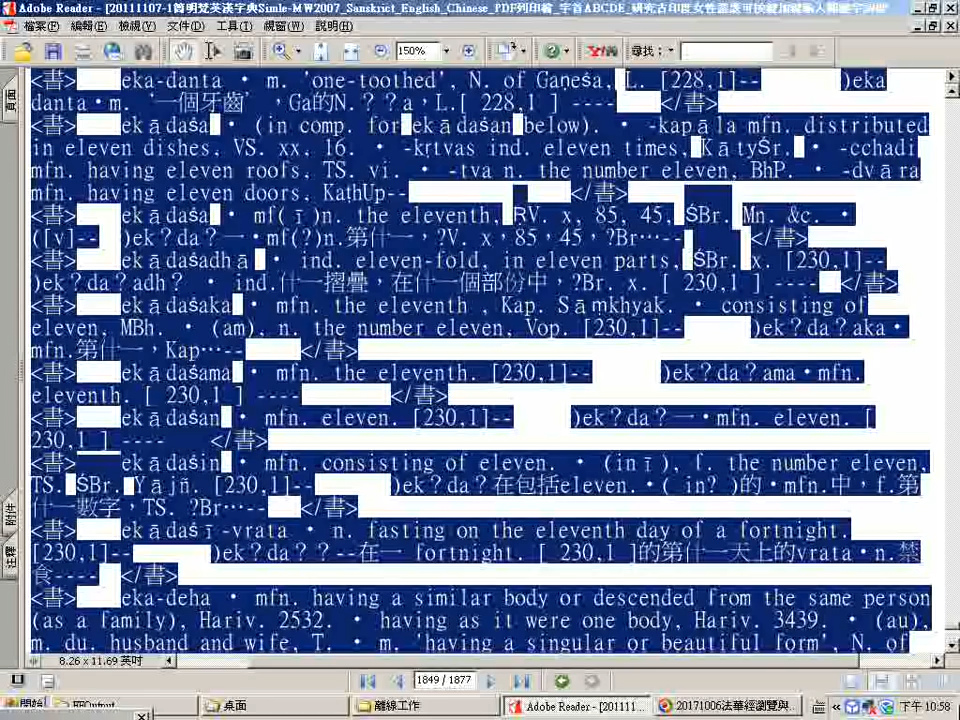 Adobe Reader - [20111107-1簡明梵英漢字典Simle-MW2007_Sanskrit_English_Chinese_PDF列印稿_字首ABCDE_研究古印度女性
檔案(F) 編輯(E) 檢視(V) 文件(D) 工具(T) 視窗(W) 說明(H)
150% 尋找：
頁面
<書> eka-danta • m. 'one-toothed', N. of Gaṇeśa, L. [228,1]-- )eka
danta•m. '一個牙齒' ，Ga的N.？？a，L.[ 228,1 ] ---- </書>
<書> ekādaśa • (in comp. for ekādaśan below). • -kapāla mfn. distributed
in eleven dishes, VS. xx, 16. • -kṛtvas ind. eleven times, KātyŚr. • -cchadi
mfn. having eleven roofs, TS. vi. • -tva n. the number eleven, BhP. • -dvāra
mfn. having eleven doors, KaṭhUp-- </書>
<書> ekādaśa • mf(ī)n. the eleventh, ṚV. x, 85, 45, ŚBr. Mn. &c. •
([v]-- )ek?da?一•mf(?)n.第什一，?V. x，85，45，?Br…-- </書>
<書> ekādaśadhā • ind. eleven-fold, in eleven parts, ŚBr. x. [230,1]--
)ek?da?adh? • ind.什一摺疊，在什一個部份中，?Br. x. [ 230,1 ] ---- </書>
<書> ekādaśaka • mfn. the eleventh , Kap. Sāṃkhyak. • consisting of
eleven, MBh. • (am), n. the number eleven, Vop. [230,1]-- )ek?da?aka•
mfn.第什一，Kap…-- </書>
<書> ekādaśama • mfn. the eleventh. [230,1]-- )ek?da?ama•mfn.
eleventh. [ 230,1 ] ---- </書>
<書> ekādaśan • mfn. eleven. [230,1]-- )ek?da?一•mfn. eleven. [
230,1 ] ---- </書>
<書> ekādaśin • mfn. consisting of eleven. • (inī), f. the number eleven,
TS. ŚBr. Yājñ. [230,1]-- )ek?da?在包括eleven.•( in? )的•mfn.中，f.第
什一數字，TS. ?Br…-- </書>
<書> ekādaśī-vrata • n. fasting on the eleventh day of a fortnight.
[230,1]-- )ek?da??--在一 fortnight. [ 230,1 ]的第什一天上的vrata•n.禁
食---- </書>
<書> eka-deha • mfn. having a similar body or descended from the same person
(as a family), Hariv. 2532. • having as it were one body, Hariv. 3439. • (au),
m. du. husband and wife, T. • m. 'having a singular or beautiful form', N. of
附件
注釋
8.26 x 11.69 英吋
1849 / 1877
開始 桌面 離線工作 Adobe Reader - [201111... 20171006法華經瀏覽與... 下午 10:58